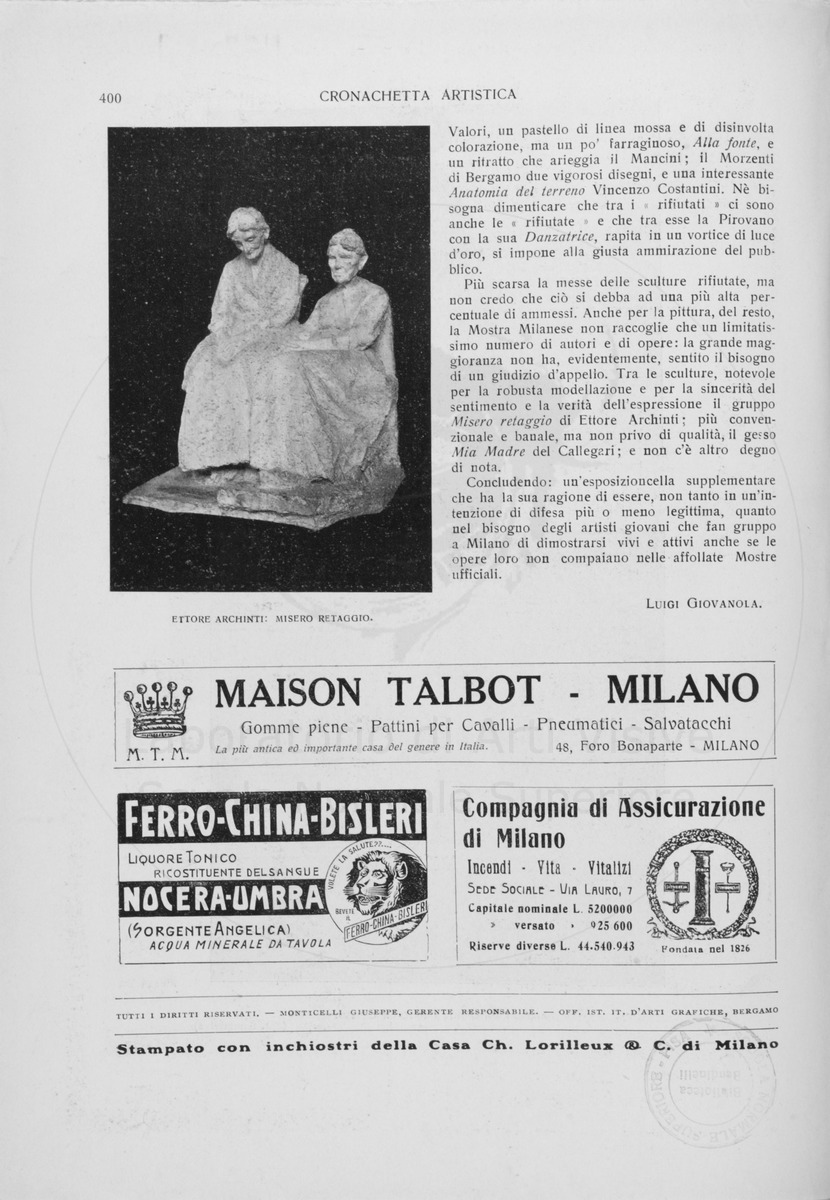 400
CRONACHETTA ARTISTICA
Valori, un pastello di linea mossa e di disinvolta
colorazione, ma un po' farraginoso, Alla fonte, e
un ritratto che arieggia il Mancini; il Morzenti
di Bergamo due vigorosi disegni, e una interessante
Anatomia del terreno Vincenzo Costantini. Nè bi-
sogna dimenticare che tra i « rifiutati » ci sono
anche le « rifiutate » e che tra esse la Pirovano
con la sua Danzatrice, rapita in un vortice di luce
d'oro, si impone alla giusta ammirazione del pub-
blico.
Più scarsa la messe delle sculture rifiutate, ma
non credo che ciò si debba ad una più alta per-
centuale di ammessi. Anche per la pittura, del resto,
la Mostra Milanese non raccoglie che un limitatis-
simo numero di autori e di opere: la grande mag-
gioranza non ha, evidentemente, sentito il bisogno
di un giudizio d'appello. Tra le sculture, notevole
per la robusta modellazione e per la sincerità del
sentimento e la verità dell'espressione il gruppo
Misero retaggio di Ettore Archinti; più conven-
zionale e banale, ma non privo di qualità, il gesso
Mia Madre del Callegari; e non c'è altro degno
di nota.
Concludendo: un'esposizioncella supplementare
che ha la sua ragione di essere, non tanto in un'in-
tenzione di difesa più o meno legittima, quanto
nel bisogno degli artisti giovani che fan gruppo
a Milano di dimostrarsi vivi e attivi anche se le
opere loro non compaiano nelle affollate Mostre
ufficiali.
LUIGI GIOVANOLA.
ETTORE ARCHINTI: MISERO RETAGGIO.
MAISON TALBOT - MILANO
Gomme piene - Pattini per Cavalli - Pneumatici - Salvatacchi
M. T. M.
La più antica ed importante casa del genere in Italia.
48, Foro Bonaparte - MILANO
FERRO-CHINA-BISLERI
LIQUORE TONICO
RICOSTITUENTE DEL SANGUE
NOCERA-UMBRA
(SORGENTE ANGELICA)
ACQUA MINERALE DA TAVOLA
VOLETE LA SALUTE??....
BEVETE IL
FERRO-CHINA-BISLERI
Compagnia di Assicurazione
di Milano
Incendi - Vita - Vitalizi
SEDE SOCIALE - VIA LAURO, 7
Capitale nominale L. 5200000
» versato » 925 600
Riserve diverse L. 44.540.943
Fondata nel 1826
TUTTI I DIRITTI RISERVATI. — MONTICELLI GIUSEPPE, GERENTE RESPONSABILE. — OFF. IST. IT. D'ARTI GRAFICHE, BERGAMO
Stampato con inchiostri della Casa Ch. Lorilleux & C. di Milano